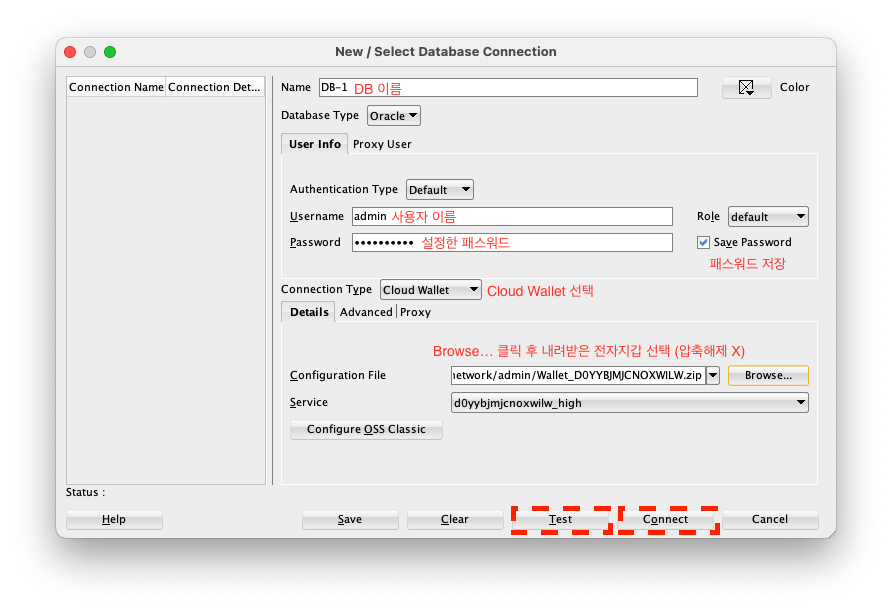 New / Select Database Connection
Connection Name Connection Det...
Name DB-1 DB 이름 Color
Database Type Oracle
User Info Proxy User
Authentication Type Default
Username admin 사용자 이름 Role default
Password •••••••••• 설정한 패스워드 Save Password
패스워드 저장
Connection Type Cloud Wallet Cloud Wallet 선택
Details Advanced Proxy
Browse... 클릭 후 내려받은 전자지갑 선택 (압축해제 X)
Configuration File network/admin/Wallet_D0YYBJMJCNOXWILW.zip Browse...
Service d0yybjmjcnoxwilw_high
Configure OSS Classic
Status :
Help Save Clear Test Connect Cancel